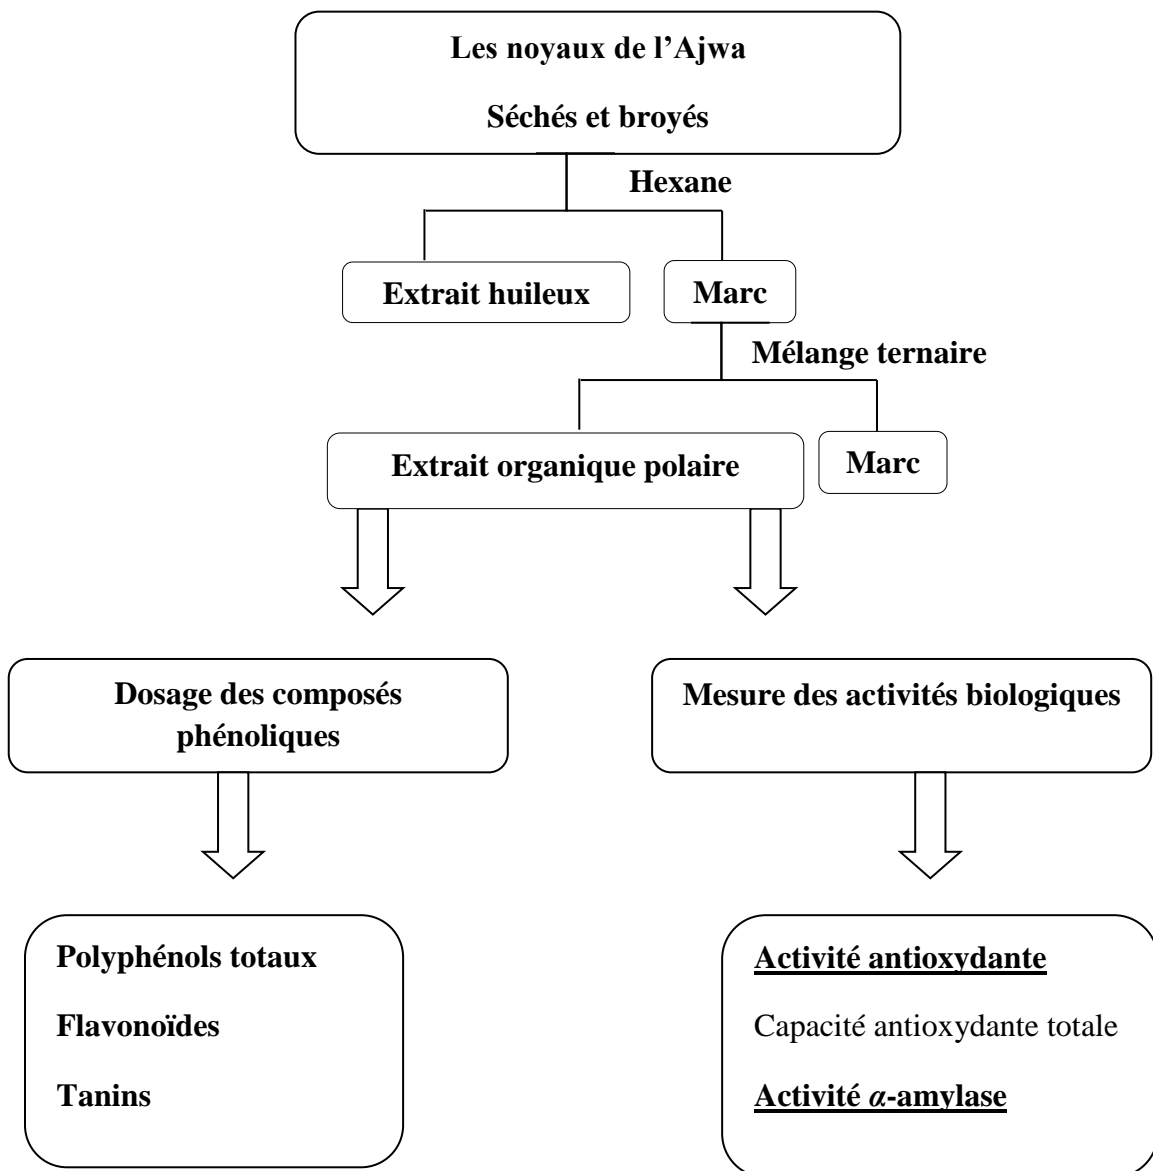 Les noyaux de l’Ajwa
Séchés et broyés
Hexane
Extrait huileux
Marc
Mélange ternaire
Extrait organique polaire
Marc
Dosage des composés
phénoliques
Mesure des activités biologiques
Polyphénols totaux
Flavonoïdes
Tanins
Activité antioxydante
Capacité antioxydante totale
Activité α-amylase